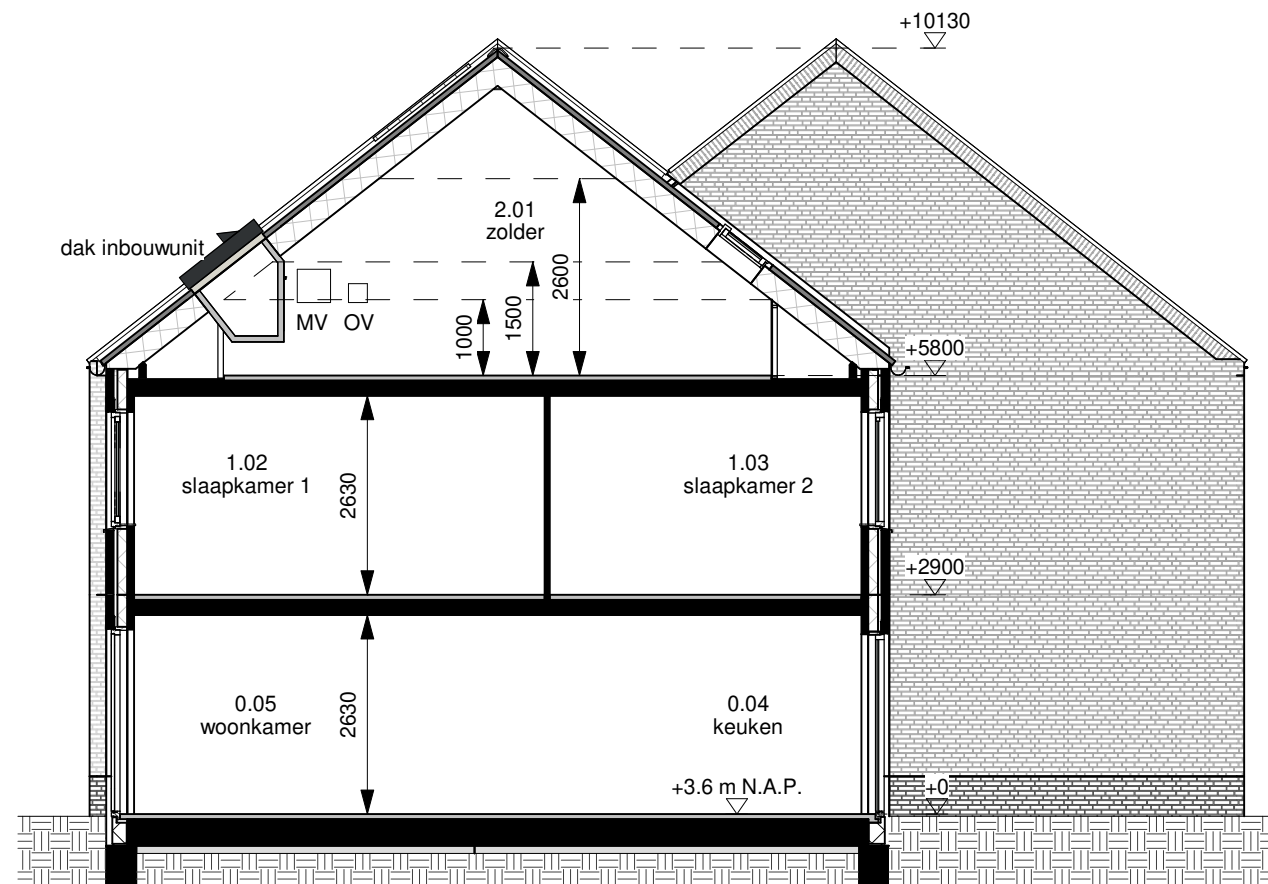 +10130
2.01
zolder
dak inbouwunit
2600
1500
1000
MV OV
+5800
1.02
slaapkamer 1
2630
1.03
slaapkamer 2
+2900
0.05
woonkamer
2630
0.04
keuken
+3.6 m N.A.P.
+0